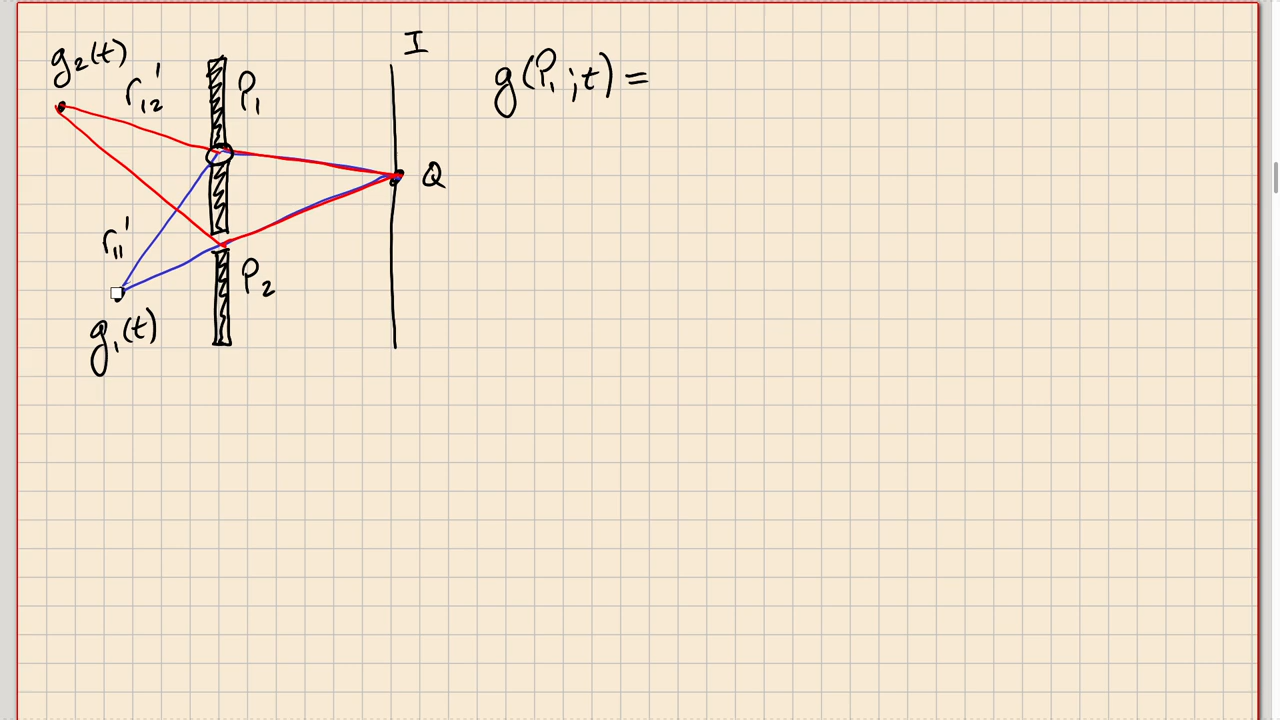 g₂(t)
r₁₂'
P₁
I
g(P₁;t) =
Q
r₁₁'
P₂
g₁(t)